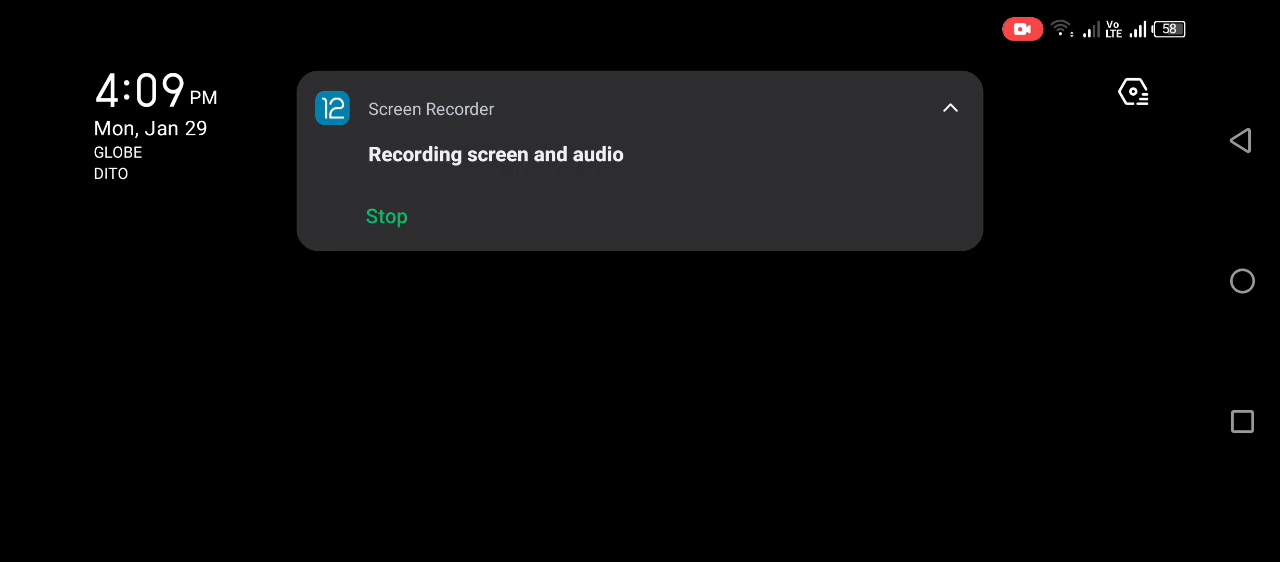 Vo
LTE
58
4:09 PM
Mon, Jan 29
GLOBE
DITO
12
Screen Recorder
Recording screen and audio
Stop